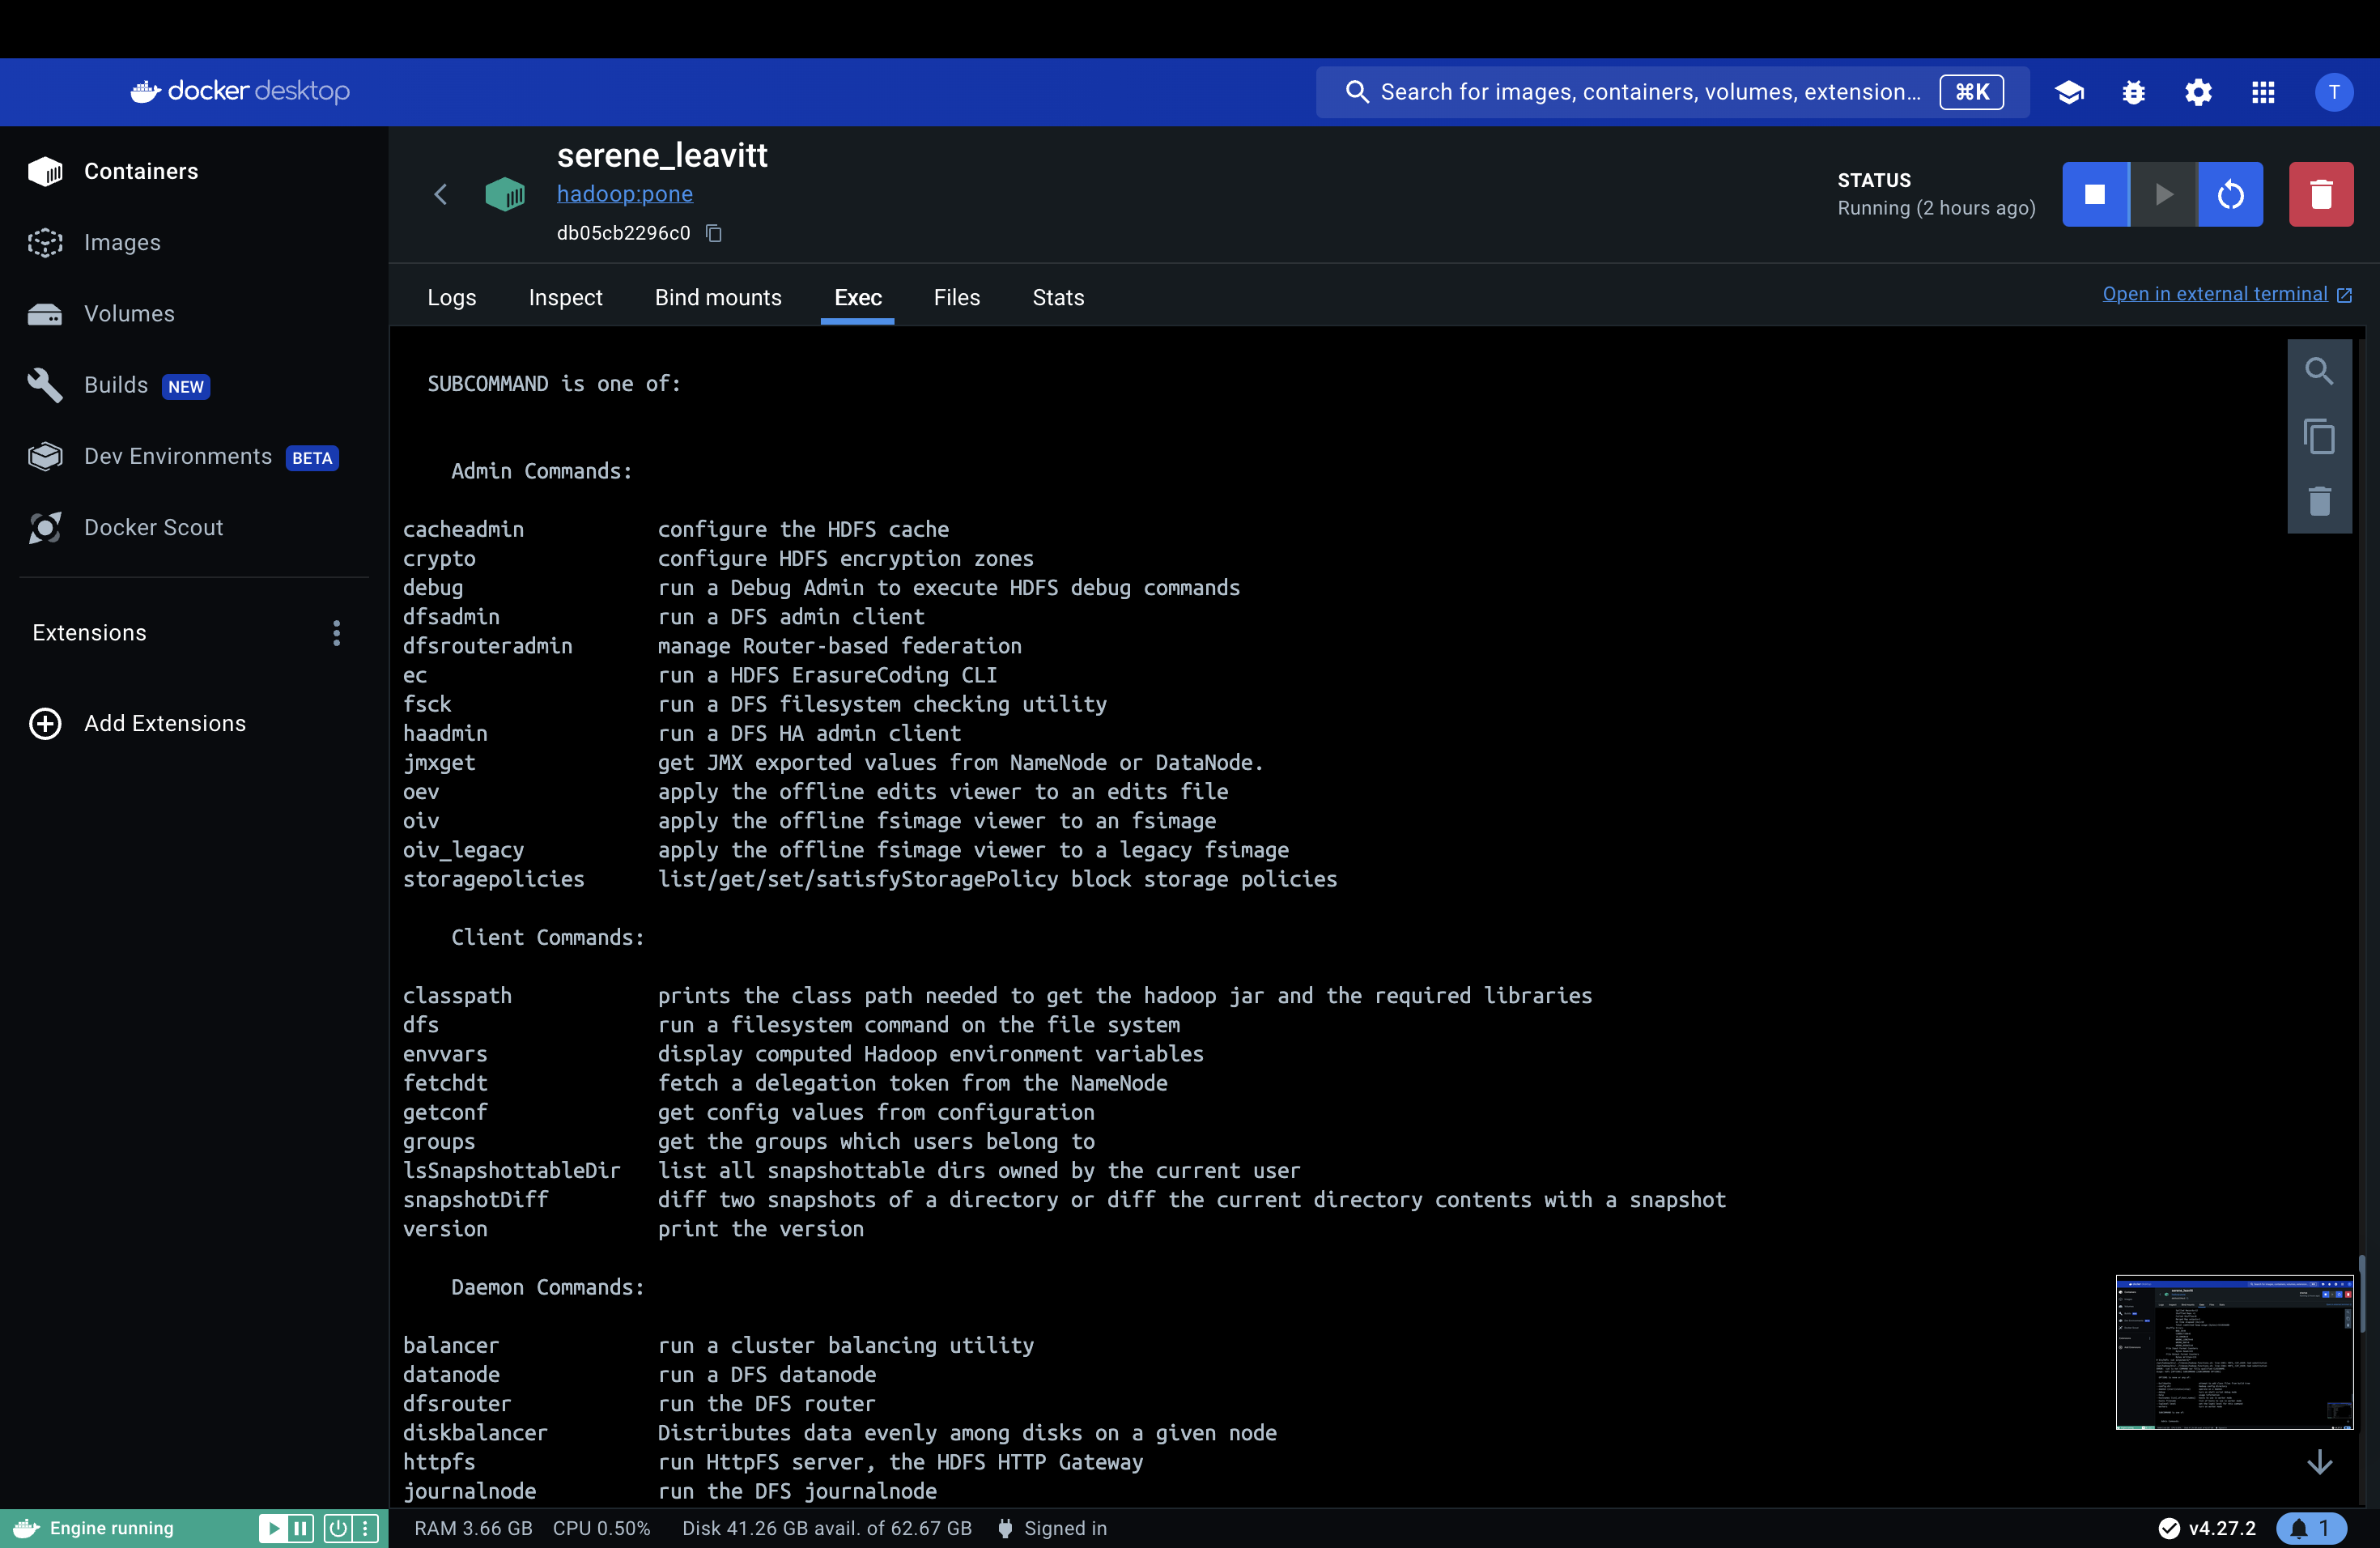 docker desktop
Search for images, containers, volumes, extension... ⌘K
T
Containers
Images
Volumes
Builds NEW
Dev Environments BETA
Docker Scout
Extensions
Add Extensions
serene_leavitt
hadoop:pone
db05cb2296c0
STATUS
Running (2 hours ago)
Logs Inspect Bind mounts Exec Files Stats
Open in external terminal
SUBCOMMAND is one of:
Admin Commands:
cacheadmin configure the HDFS cache
crypto configure HDFS encryption zones
debug run a Debug Admin to execute HDFS debug commands
dfsadmin run a DFS admin client
dfsrouteradmin manage Router-based federation
ec run a HDFS ErasureCoding CLI
fsck run a DFS filesystem checking utility
haadmin run a DFS HA admin client
jmxget get JMX exported values from NameNode or DataNode.
oev apply the offline edits viewer to an edits file
oiv apply the offline fsimage viewer to an fsimage
oiv_legacy apply the offline fsimage viewer to a legacy fsimage
storagepolicies list/get/set/satisfyStoragePolicy block storage policies
Client Commands:
classpath prints the class path needed to get the hadoop jar and the required libraries
dfs run a filesystem command on the file system
envvars display computed Hadoop environment variables
fetchdt fetch a delegation token from the NameNode
getconf get config values from configuration
groups get the groups which users belong to
lsSnapshottableDir list all snapshottable dirs owned by the current user
snapshotDiff diff two snapshots of a directory or diff the current directory contents with a snapshot
version print the version
Daemon Commands:
balancer run a cluster balancing utility
datanode run a DFS datanode
dfsrouter run the DFS router
diskbalancer Distributes data evenly among disks on a given node
httpfs run HttpFS server, the HDFS HTTP Gateway
journalnode run the DFS journalnode
Engine running
RAM 3.66 GB CPU 0.50% Disk 41.26 GB avail. of 62.67 GB Signed in
v4.27.2
1